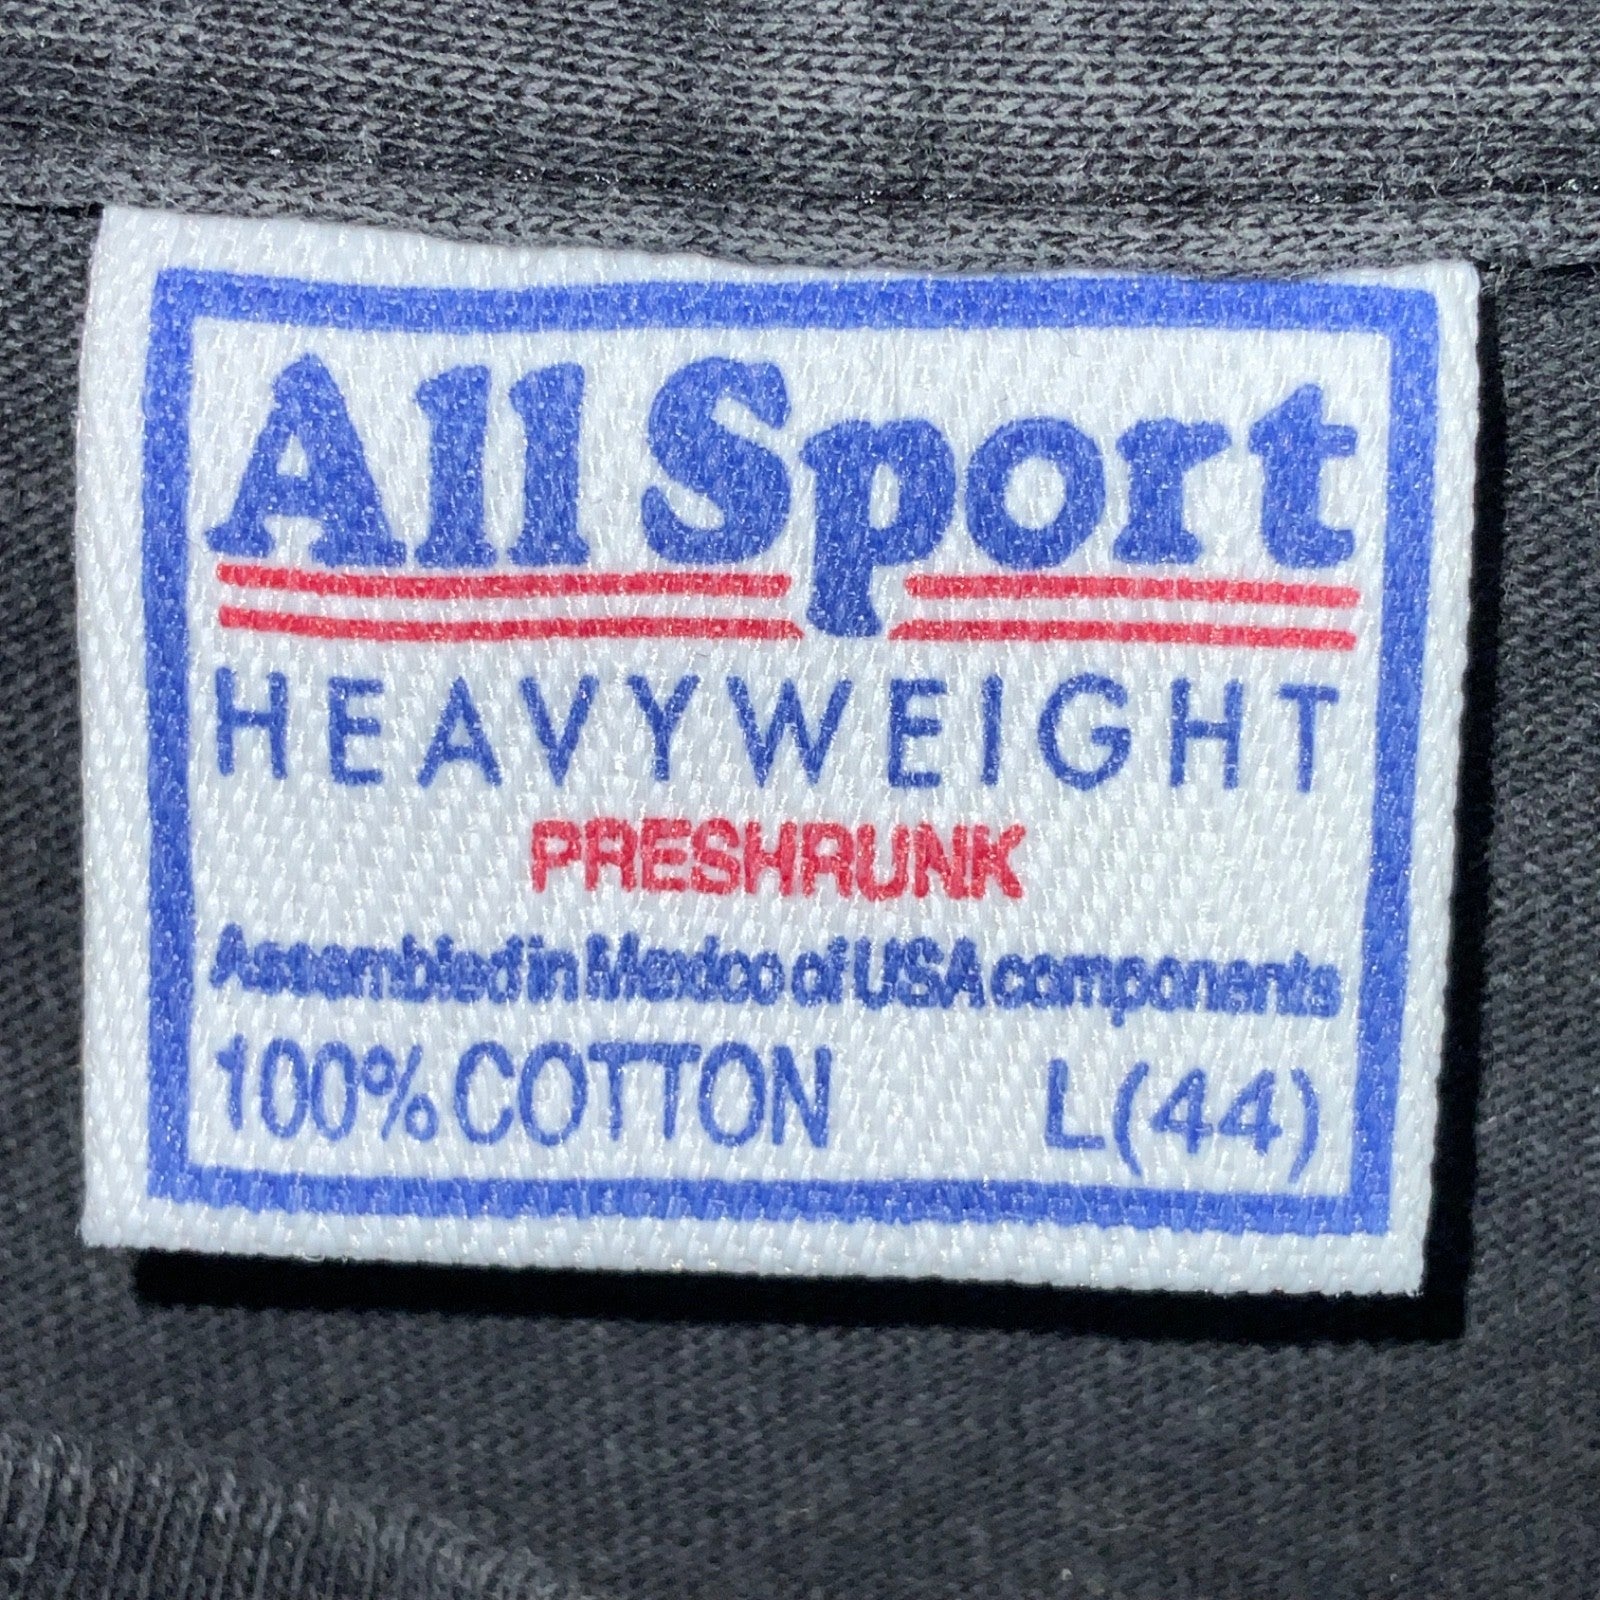 All Sport
HEAVYWEIGHT
PRESHRUNK
Assembled in Mexico of USA components
100% COTTON L(44)